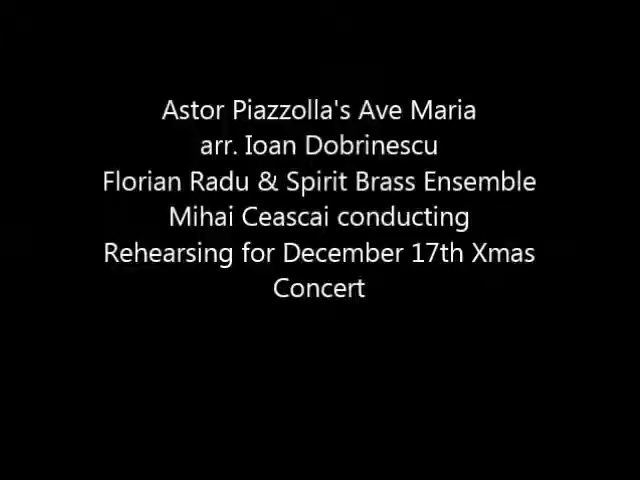 Astor Piazzolla's Ave Maria
arr. Ioan Dobrinescu
Florian Radu & Spirit Brass Ensemble
Mihai Ceascai conducting
Rehearsing for December 17th Xmas
Concert